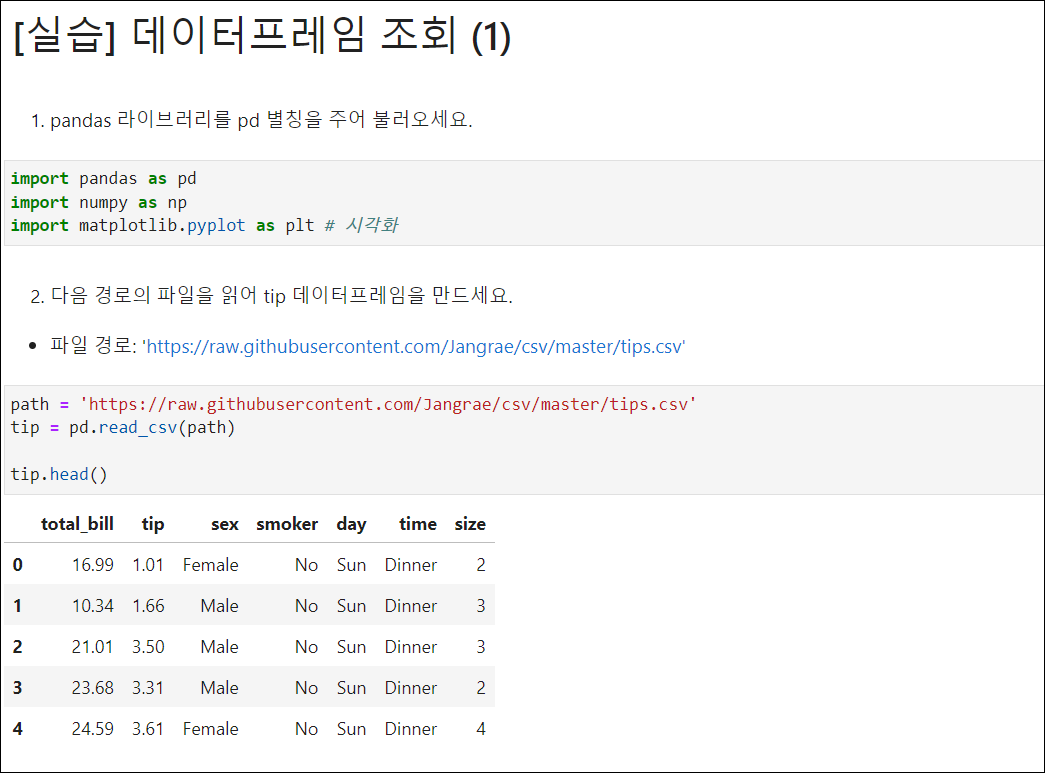 [실습] 데이터프레임 조회 (1)
1. pandas 라이브러리를 pd 별칭을 주어 불러오세요.
import pandas as pd
import numpy as np
import matplotlib.pyplot as plt # 시각화
2. 다음 경로의 파일을 읽어 tip 데이터프레임을 만드세요.
• 파일 경로: 'https://raw.githubusercontent.com/Jangrae/csv/master/tips.csv'
path = 'https://raw.githubusercontent.com/Jangrae/csv/master/tips.csv'
tip = pd.read_csv(path)
tip.head()
total_bill tip sex smoker day time size
0 16.99 1.01 Female No Sun Dinner 2
1 10.34 1.66 Male No Sun Dinner 3
2 21.01 3.50 Male No Sun Dinner 3
3 23.68 3.31 Male No Sun Dinner 2
4 24.59 3.61 Female No Sun Dinner 4